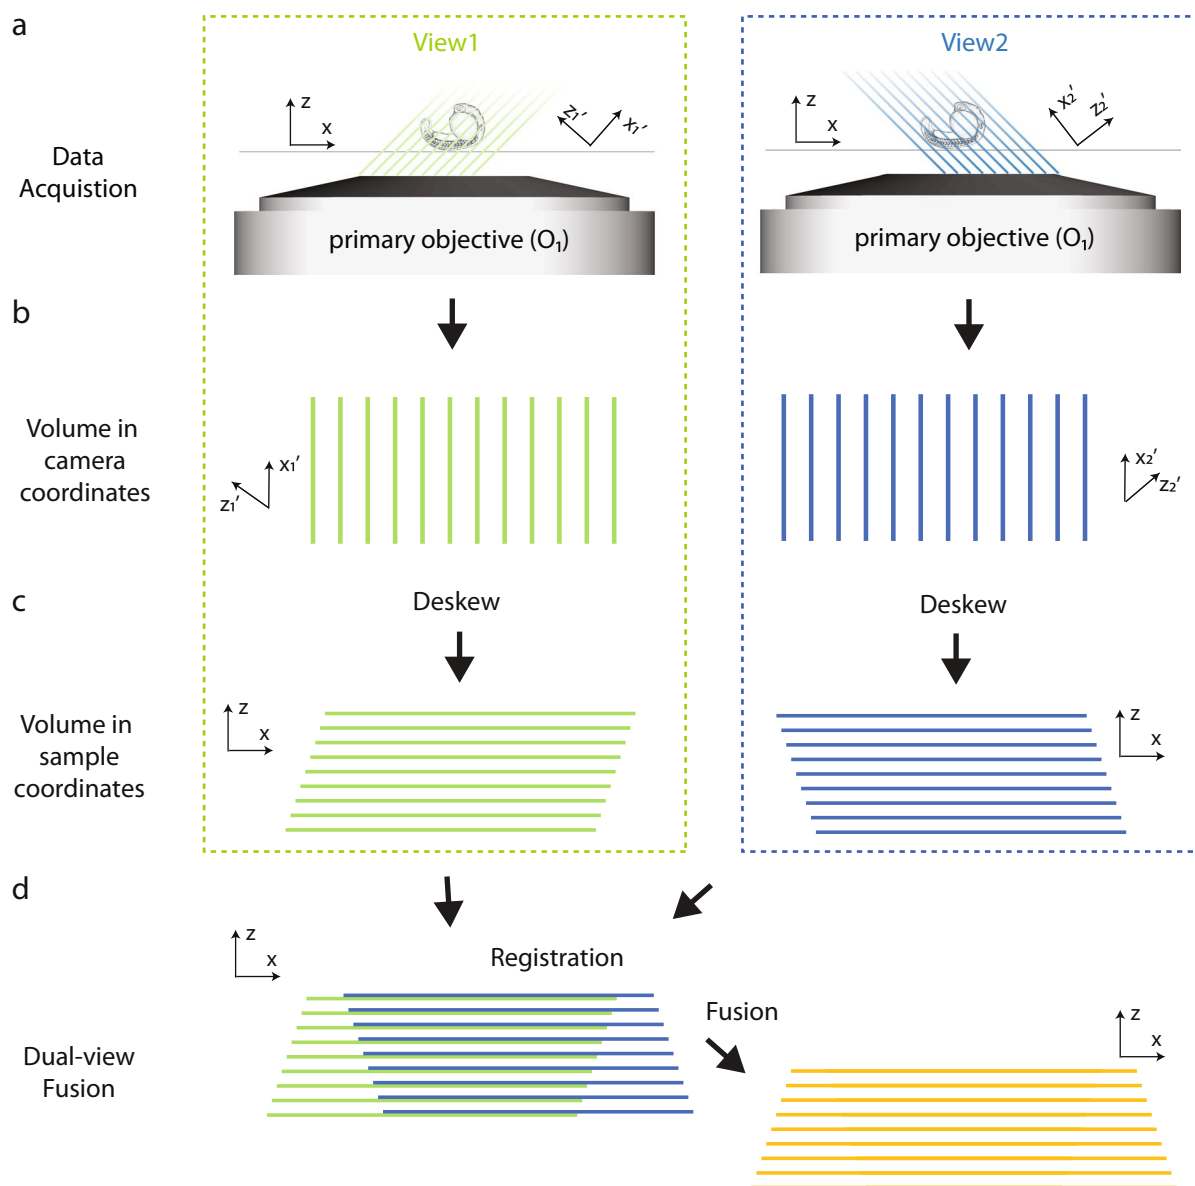 a
View1
View2
z
x
z₁'
x₁'
z
x
x₂'
z₂'
Data
Acquistion
primary objective (O₁)
primary objective (O₁)
b
Volume in
camera
coordinates
x₁'
z₁'
x₂'
z₂'
c
Deskew
Deskew
Volume in
sample
coordinates
z
x
z
x
d
z
x
Registration
Fusion
z
x
Dual-view
Fusion